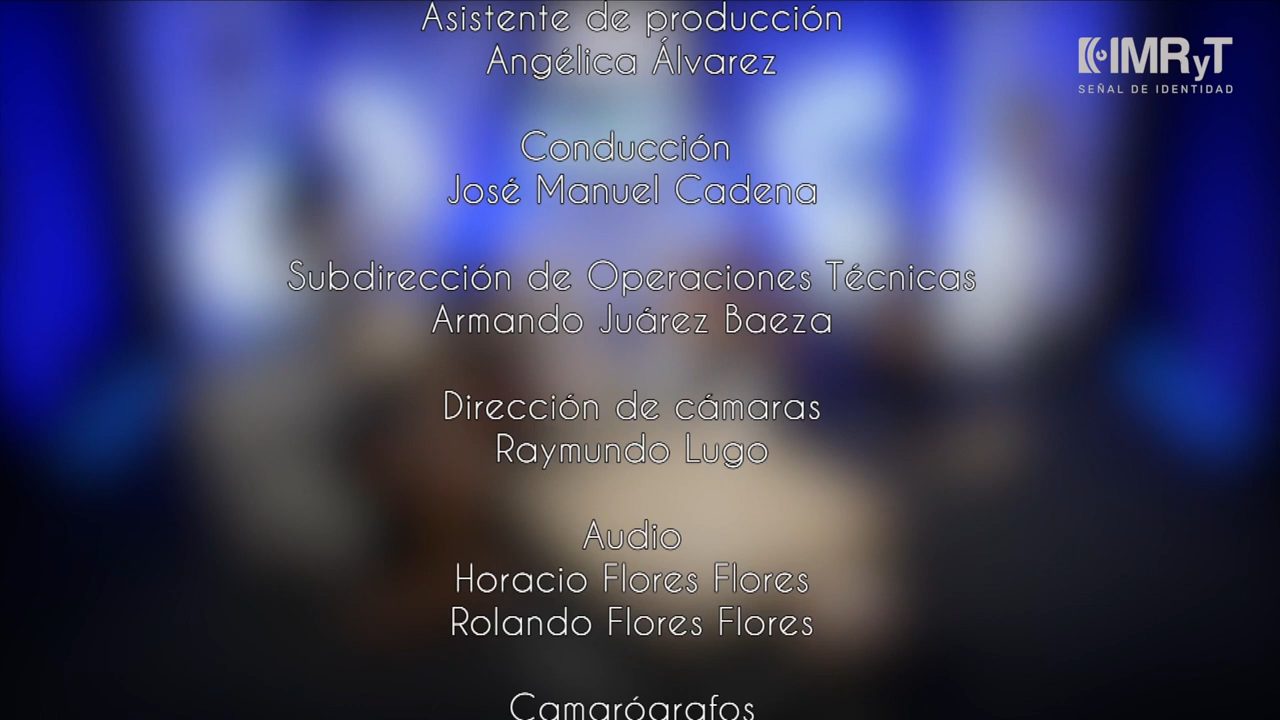 Asistente de producción
Angélica Álvarez
IMRyT
SEÑAL DE IDENTIDAD
Conducción
José Manuel Cadena
Subdirección de Operaciones Técnicas
Armando Juárez Baeza
Dirección de cámaras
Raymundo Lugo
Audio
Horacio Flores Flores
Rolando Flores Flores
Camarógrafos